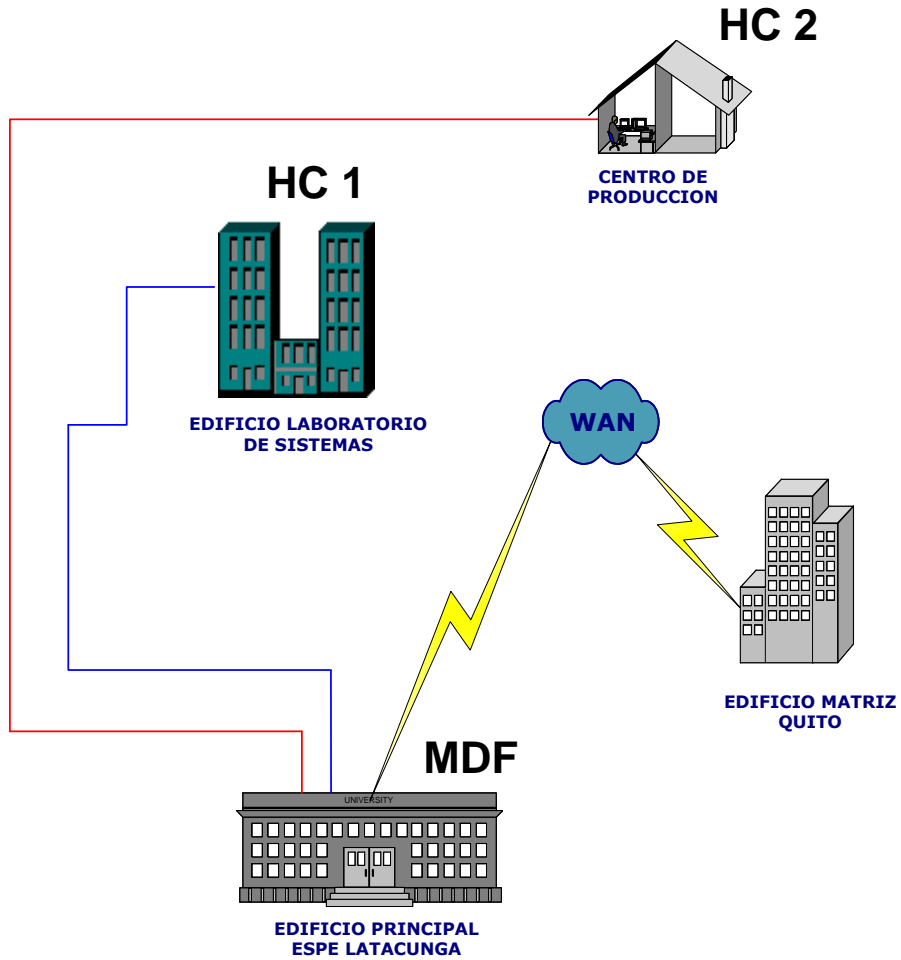 HC 2
CENTRO DE
PRODUCCION
HC 1
EDIFICIO LABORATORIO
DE SISTEMAS
WAN
EDIFICIO MATRIZ
QUITO
MDF
UNIVERSITY
EDIFICIO PRINCIPAL
ESPE LATACUNGA